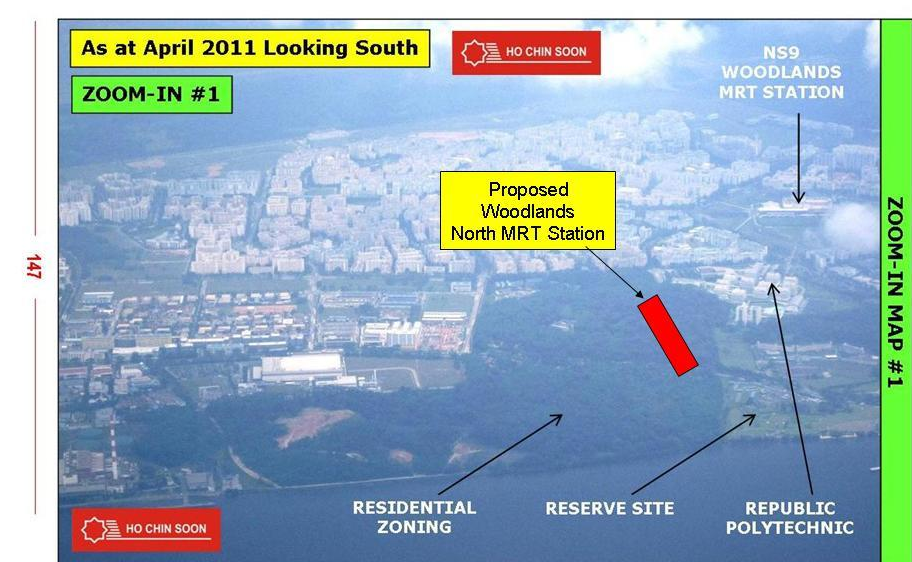 As at April 2011 Looking South
HO CHIN SOON
NS9
WOODLANDS
MRT STATION
ZOOM-IN #1
Proposed
Woodlands
North MRT Station
147
ZOOM-IN MAP #1
RESIDENTIAL
ZONING
RESERVE SITE
REPUBLIC
POLYTECHNIC
HO CHIN SOON